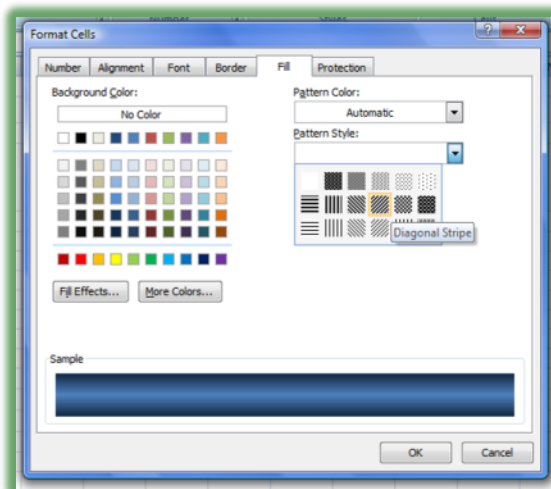 Format Cells
Number Alignment Font Border Fill Protection
Background Color:
No Color
Fill Effects... More Colors...
Pattern Color:
Automatic
Pattern Style:
Diagonal Stripe
Sample
OK Cancel